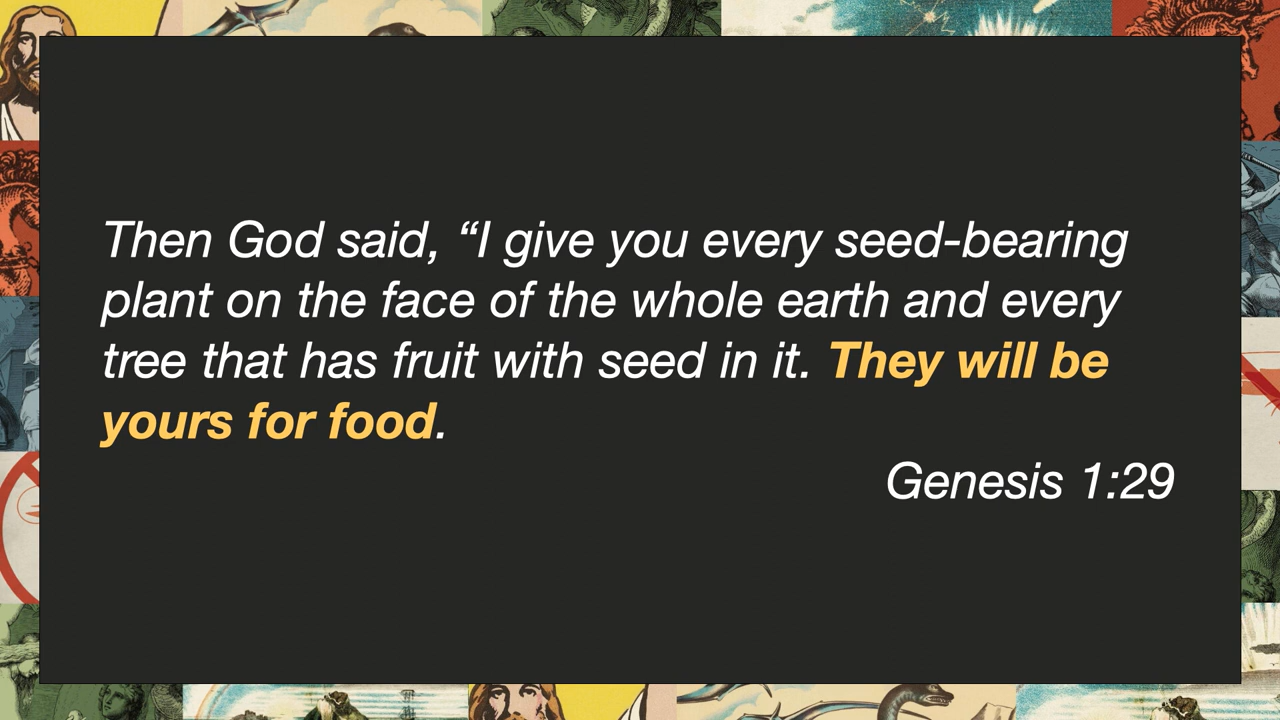 Then God said, “I give you every seed-bearing
plant on the face of the whole earth and every
tree that has fruit with seed in it. They will be
yours for food.
Genesis 1:29